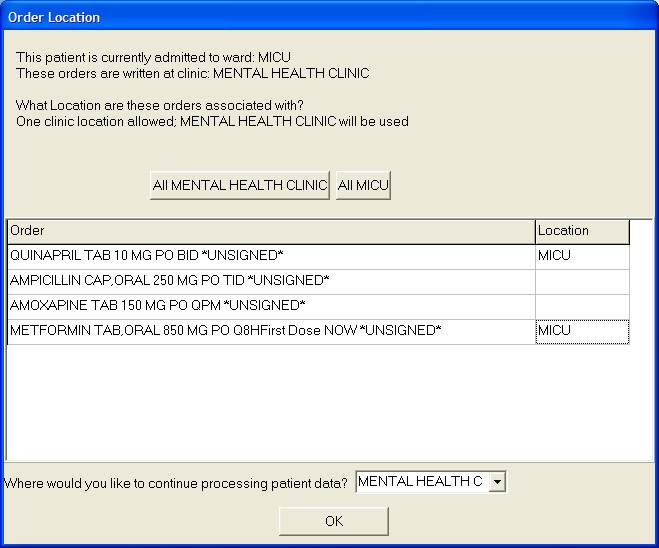 Order Location
This patient is currently admitted to ward: MICU
These orders are written at clinic: MENTAL HEALTH CLINIC
What Location are these orders associated with?
One clinic location allowed; MENTAL HEALTH CLINIC will be used
All MENTAL HEALTH CLINIC All MICU
Order Location
QUINAPRIL TAB 10 MG PO BID *UNSIGNED* MICU
AMPICILLIN CAP,ORAL 250 MG PO TID *UNSIGNED*
AMOXAPINE TAB 150 MG PO QPM *UNSIGNED*
METFORMIN TAB,ORAL 850 MG PO Q8HFirst Dose NOW *UNSIGNED* MICU
Where would you like to continue processing patient data? MENTAL HEALTH C
OK